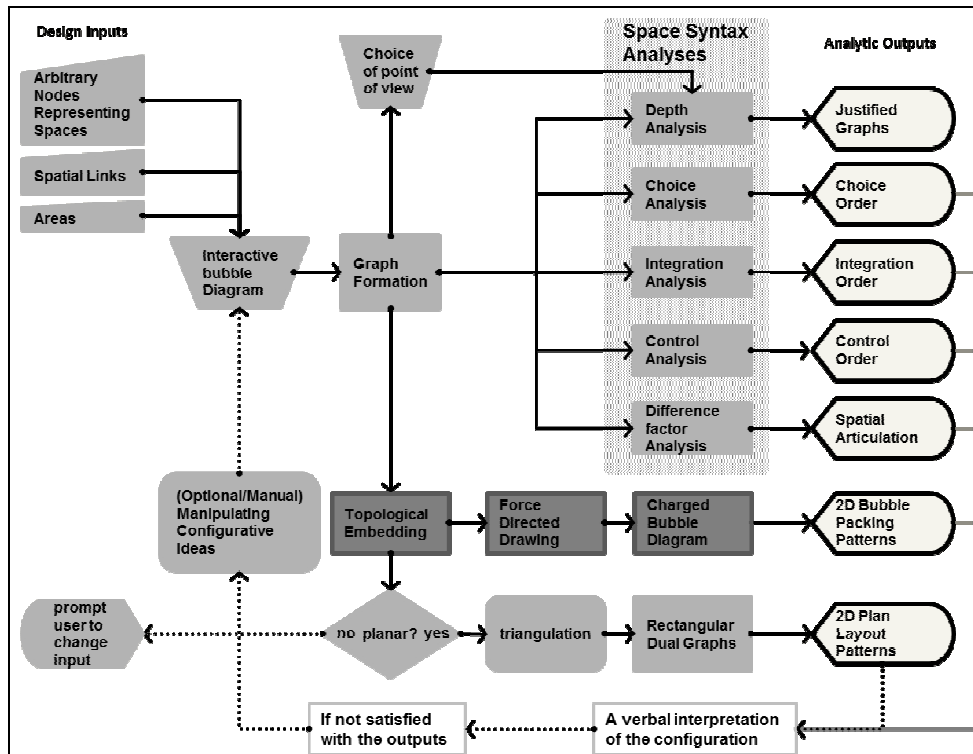 Design Inputs
Arbitrary
Nodes
Representing
Spaces
Spatial Links
Areas
Interactive
bubble
Diagram
Choice
of point
of view
Graph
Formation
Space Syntax
Analyses
Depth
Analysis
Choice
Analysis
Integration
Analysis
Control
Analysis
Difference
factor
Analysis
Analytic Outputs
Justified
Graphs
Choice
Order
Integration
Order
Control
Order
Spatial
Articulation
(Optional/Manual)
Manipulating
Configurative
Ideas
Topological
Embedding
Force
Directed
Drawing
Charged
Bubble
Diagram
2D Bubble
Packing
Patterns
prompt
user to
change
input
no planar? yes
triangulation
Rectangular
Dual Graphs
2D Plan
Layout
Patterns
If not satisfied
with the outputs
A verbal interpretation
of the configuration